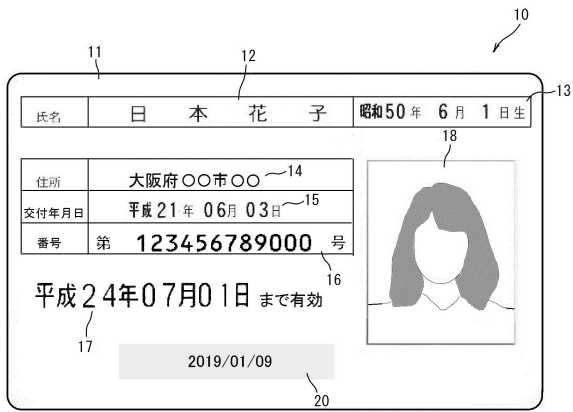 10
11
12
13
氏名 日本花子 昭和50年 6月 1日生
18
住所 大阪府○○市○○ 14
交付年月日 平成21年06月03日 15
番号 第 123456789000 号
16
平成24年07月01日まで有効
17
2019/01/09
20